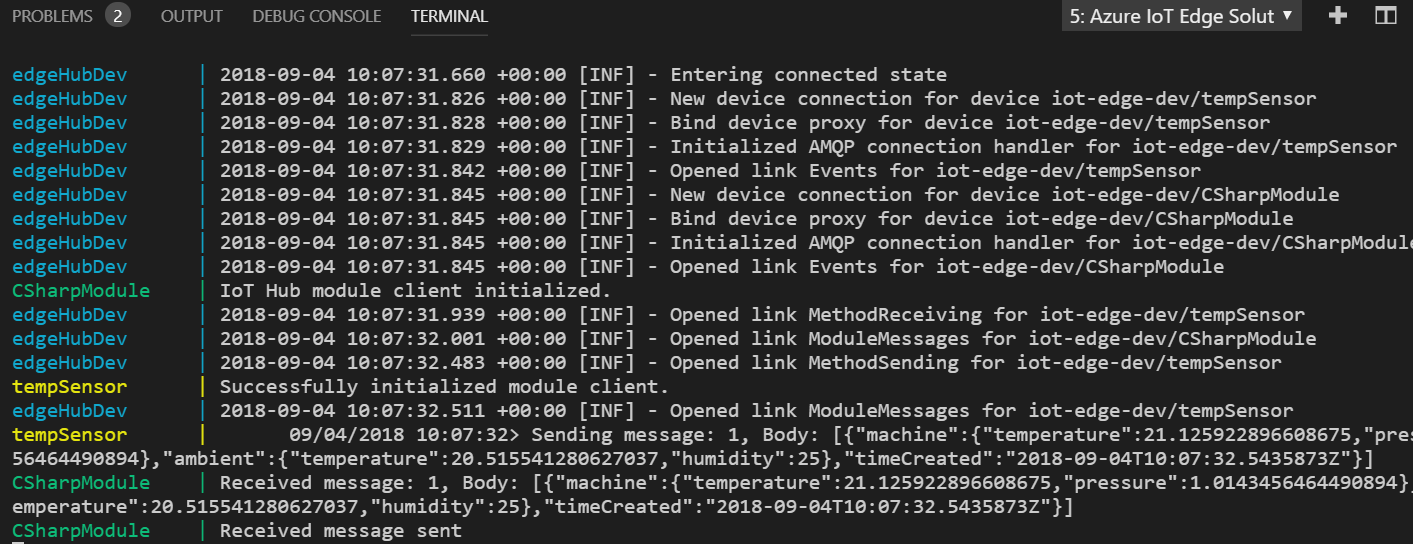 PROBLEMS 2 OUTPUT DEBUG CONSOLE TERMINAL 5: Azure IoT Edge Solut
edgeHubDev | 2018-09-04 10:07:31.660 +00:00 [INF] - Entering connected state
edgeHubDev | 2018-09-04 10:07:31.826 +00:00 [INF] - New device connection for device iot-edge-dev/tempSensor
edgeHubDev | 2018-09-04 10:07:31.828 +00:00 [INF] - Bind device proxy for device iot-edge-dev/tempSensor
edgeHubDev | 2018-09-04 10:07:31.829 +00:00 [INF] - Initialized AMQP connection handler for iot-edge-dev/tempSensor
edgeHubDev | 2018-09-04 10:07:31.842 +00:00 [INF] - Opened link Events for iot-edge-dev/tempSensor
edgeHubDev | 2018-09-04 10:07:31.845 +00:00 [INF] - New device connection for device iot-edge-dev/CSharpModule
edgeHubDev | 2018-09-04 10:07:31.845 +00:00 [INF] - Bind device proxy for device iot-edge-dev/CSharpModule
edgeHubDev | 2018-09-04 10:07:31.845 +00:00 [INF] - Initialized AMQP connection handler for iot-edge-dev/CSharpModule
edgeHubDev | 2018-09-04 10:07:31.845 +00:00 [INF] - Opened link Events for iot-edge-dev/CSharpModule
CSharpModule | IoT Hub module client initialized.
edgeHubDev | 2018-09-04 10:07:31.939 +00:00 [INF] - Opened link MethodReceiving for iot-edge-dev/tempSensor
edgeHubDev | 2018-09-04 10:07:32.001 +00:00 [INF] - Opened link ModuleMessages for iot-edge-dev/CSharpModule
edgeHubDev | 2018-09-04 10:07:32.483 +00:00 [INF] - Opened link MethodSending for iot-edge-dev/tempSensor
tempSensor | Successfully initialized module client.
edgeHubDev | 2018-09-04 10:07:32.511 +00:00 [INF] - Opened link ModuleMessages for iot-edge-dev/tempSensor
tempSensor | 09/04/2018 10:07:32> Sending message: 1, Body: [{"machine":{"temperature":21.125922896608675,"pres
56464490894},"ambient":{"temperature":20.515541280627037,"humidity":25},"timeCreated":"2018-09-04T10:07:32.5435873Z"}]
CSharpModule | Received message: 1, Body: [{"machine":{"temperature":21.125922896608675,"pressure":1.0143456464490894},
emperature":20.515541280627037,"humidity":25},"timeCreated":"2018-09-04T10:07:32.5435873Z"}]
CSharpModule | Received message sent